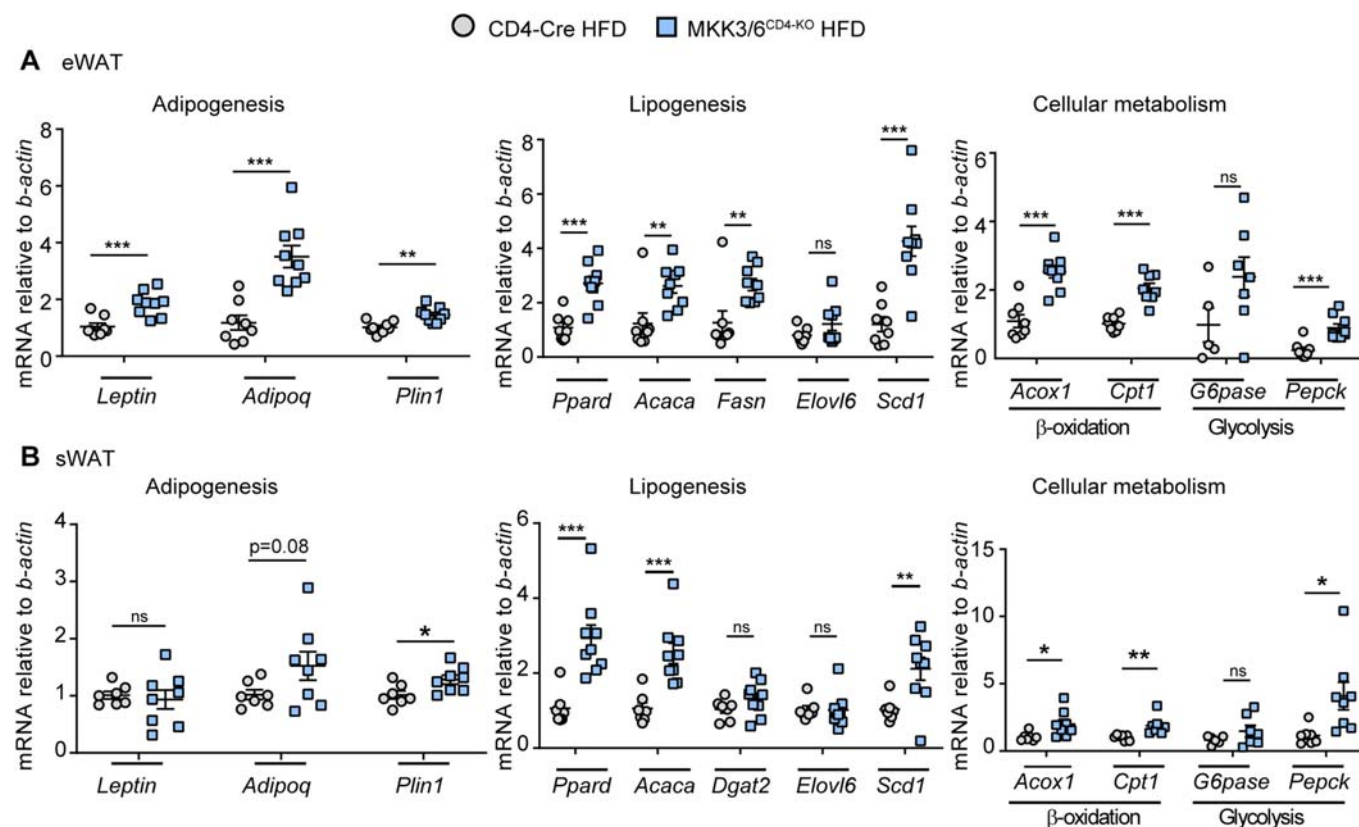 CD4-Cre HFD MKK3/6CD4-KO HFD
A eWAT
Adipogenesis
mRNA relative to b-actin
8
6
4
2
0
***
***
**
Leptin Adipoq Plin1
Lipogenesis
mRNA relative to b-actin
8
6
4
2
0
***
**
**
ns
***
Ppard Acaca Fasn Elovl6 Scd1
Cellular metabolism
mRNA relative to b-actin
6
4
2
0
***
***
ns
***
Acox1 Cpt1 G6pase Pepck
β-oxidation Glycolysis
B sWAT
Adipogenesis
mRNA relative to b-actin
4
3
2
1
0
ns
p=0.08
*
Leptin Adipoq Plin1
Lipogenesis
mRNA relative to b-actin
6
4
2
0
***
***
ns
ns
**
Ppard Acaca Dgat2 Elovl6 Scd1
Cellular metabolism
mRNA relative to b-actin
15
10
5
0
*
**
ns
*
Acox1 Cpt1 G6pase Pepck
β-oxidation Glycolysis